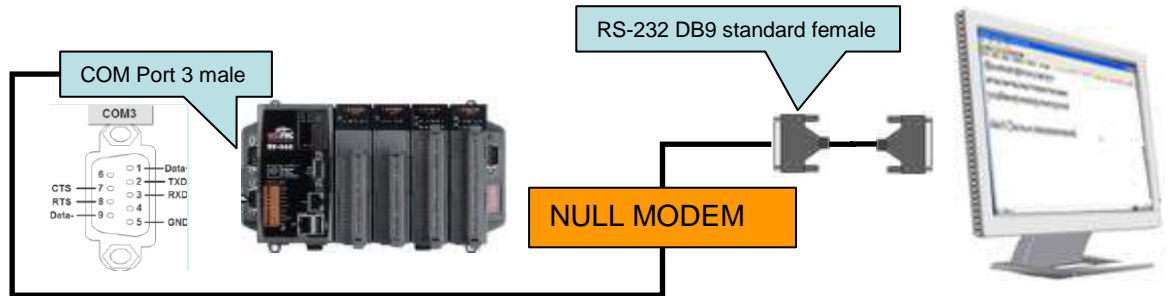 RS-232 DB9 standard female
COM Port 3 male
COM3
1 Data-
6
2 TXD
CTS 7
3 RXD
RTS 8
4
Data- 9
5 GND
NULL MODEM